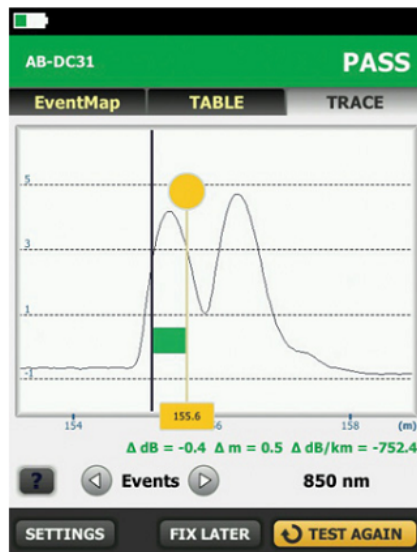 AB-DC31 PASS
EventMap TABLE TRACE
5
3
1
-1
155.6
154 56 158 (m)
Δ dB = -0.4 Δ m = 0.5 Δ dB/km = -752.4
? Events 850 nm
SETTINGS FIX LATER TEST AGAIN